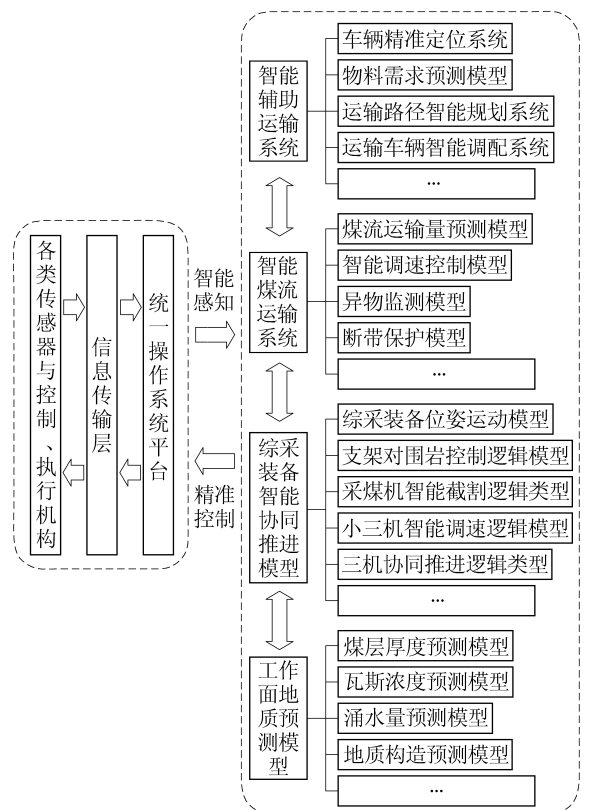 各类传感器与控制、执行机构
信息传输层
统一操作系统平台
智能
感知
精准
控制
智能
辅助
运输
系统
车辆精准定位系统
物料需求预测模型
运输路径智能规划系统
运输车辆智能调配系统
...
智能
煤流
运输
系统
煤流运输量预测模型
智能调速控制模型
异物监测模型
断带保护模型
...
综采
装备
智能
协同
推进
模型
综采装备位姿运动模型
支架对围岩控制逻辑模型
采煤机智能截割逻辑类型
小三机智能调速逻辑模型
三机协同推进逻辑类型
...
工作
面地
质预
测模
型
煤层厚度预测模型
瓦斯浓度预测模型
涌水量预测模型
地质构造预测模型
...